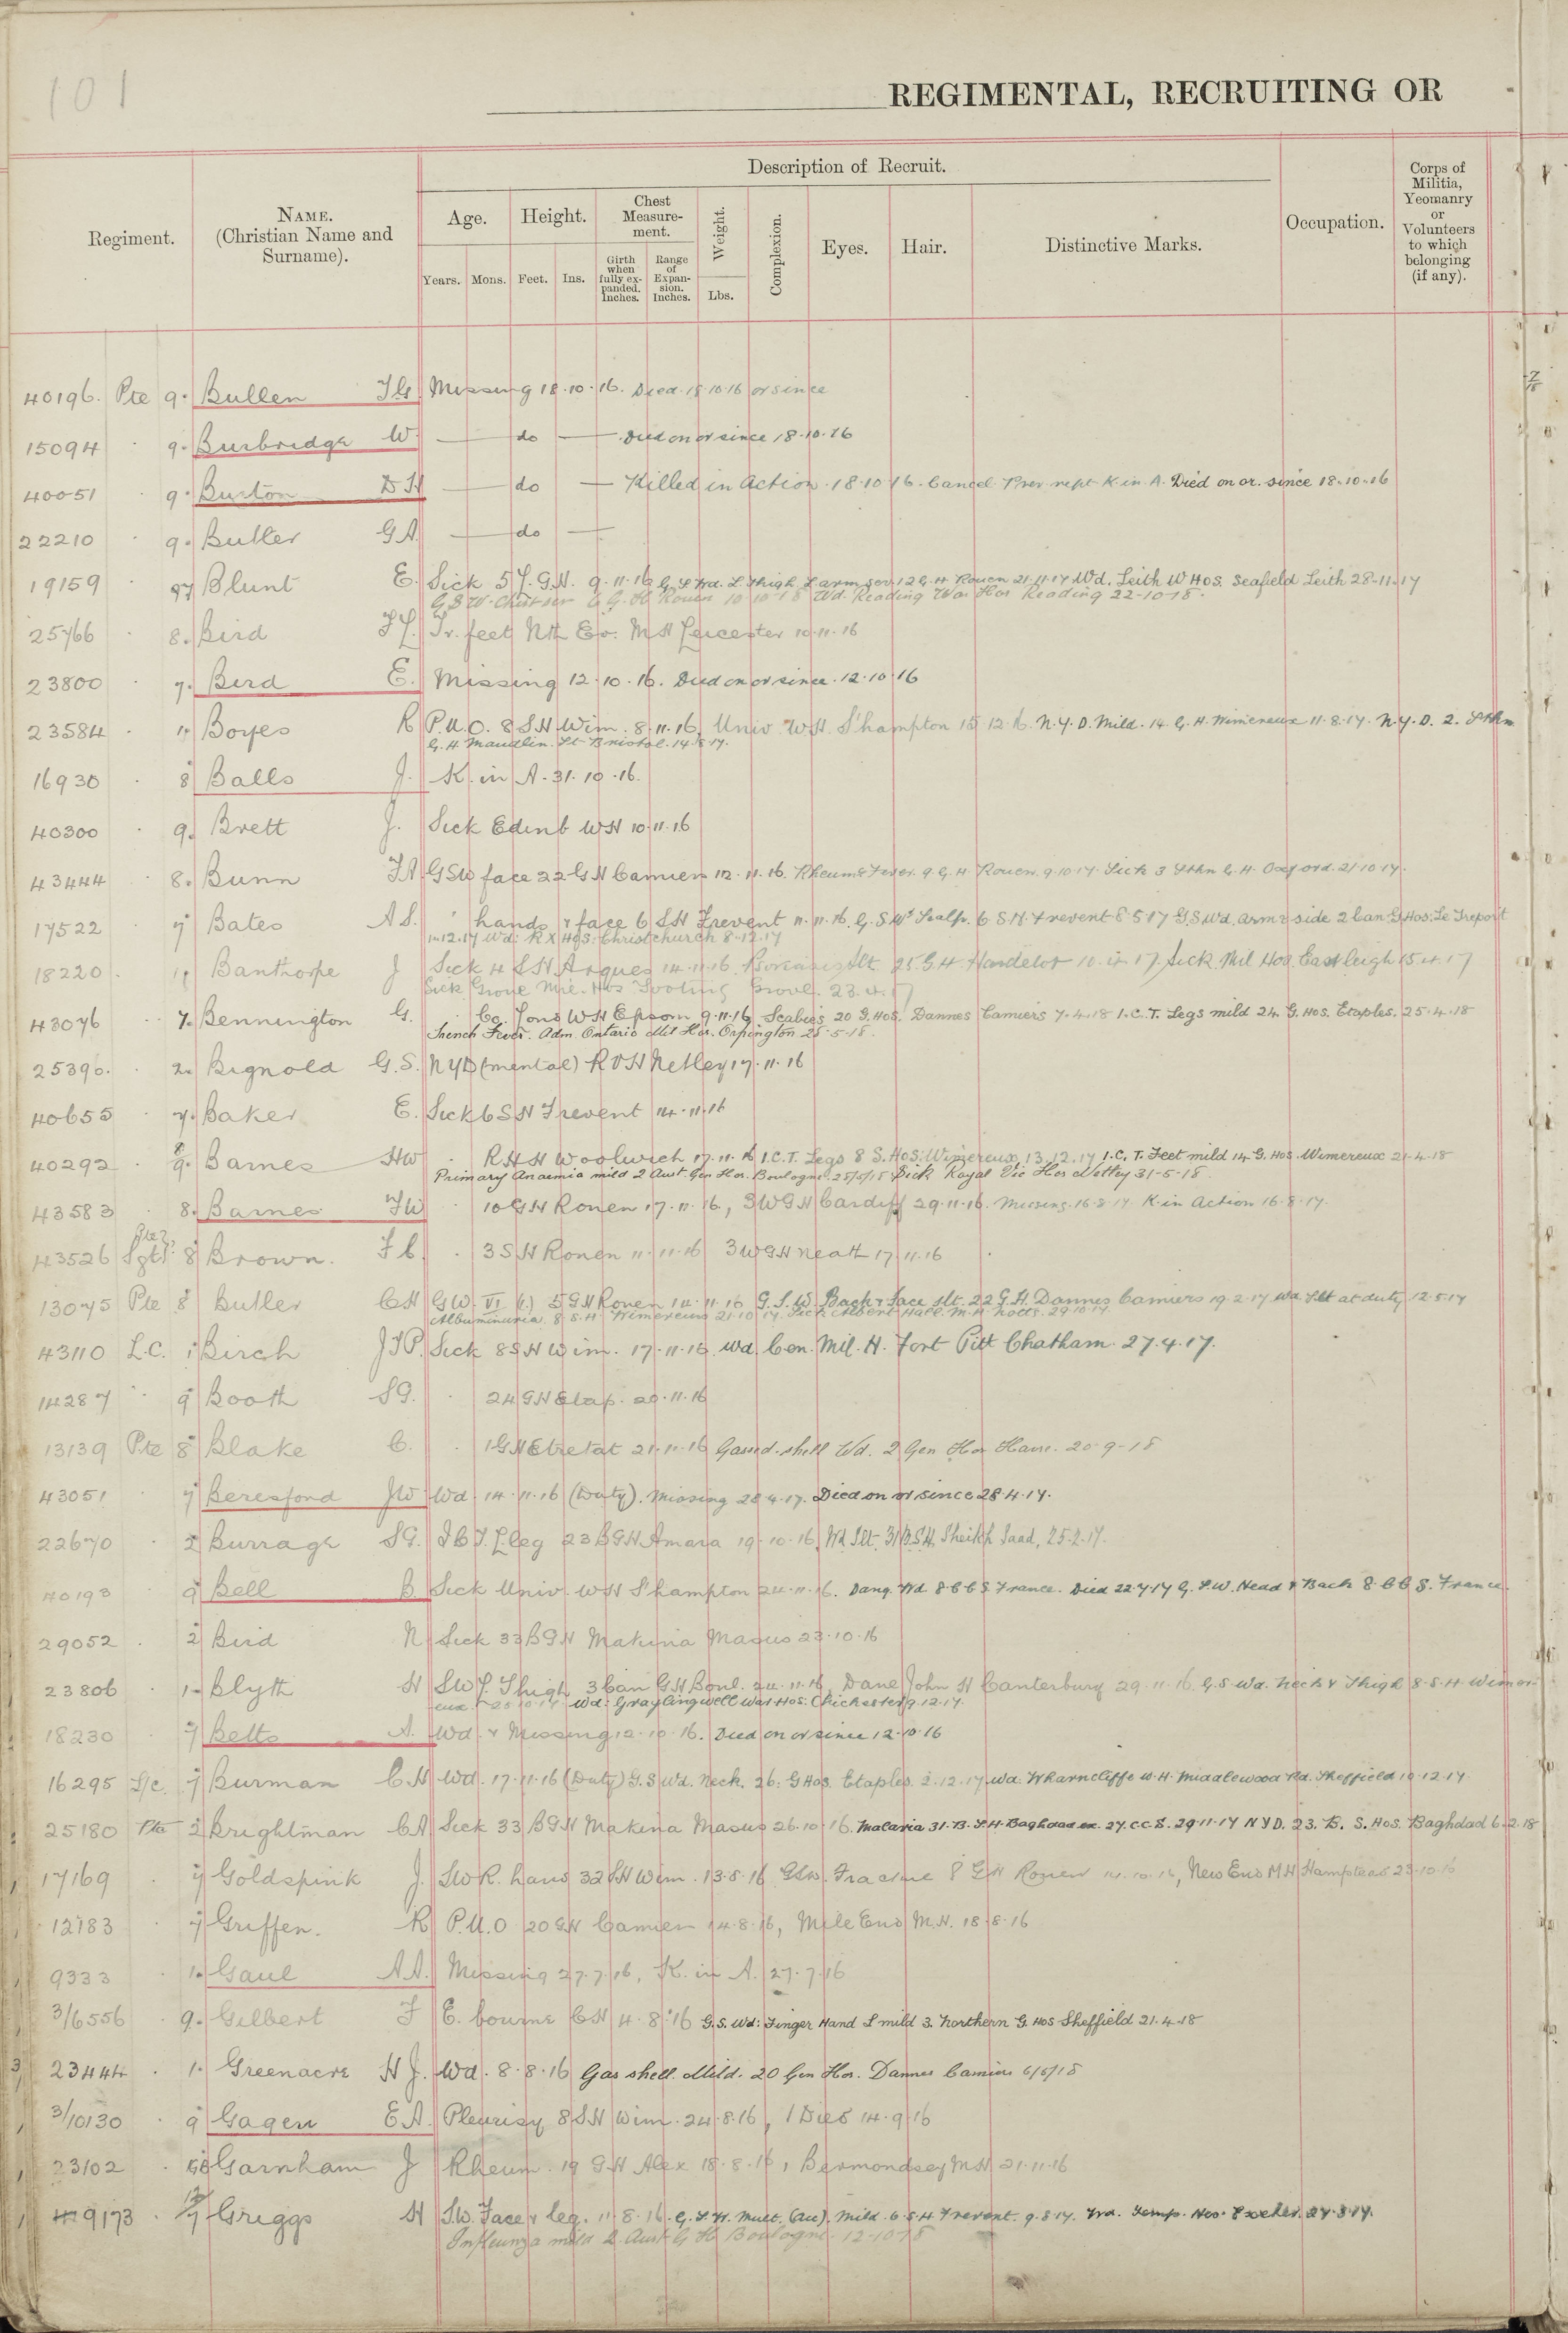 101
REGIMENTAL, RECRUITING OR
Regiment.
NAME. (Christian Name and Surname).
Description of Recruit.
Age. Height. Chest Measure-ment. Weight. Complexion. Eyes. Hair. Distinctive Marks.
Years. Mons. Feet. Ins. Girth when fully ex-panded. Inches. Range of Expan-sion. Inches. Lbs.
Occupation.
Corps of Militia, Yeomanry or Volunteers to which belonging (if any).
40196. Pte 9. Bullen Missing 18.10.16. Died 18.10.16 or since
15094 9. Burbridge W. do Died on or since 18.10.16
40051 9. Burton D H do Killed in Action 18.10.16. Cancel Prev rept K in A. Died on or since 18.10.16
22210 9. Butler G A. do
19159 Blunt E. Sick 5 G.H. 9.11.16 G S Wd. L Thigh L arm sev 12 G.H Rouen 21.11.17 Wd. Leith W Hos. Seafield Leith 28-11-17
G S W. Chest sev 6 G.H Rouen 10-10-18 Wd. Reading War Hos Reading 22-10-18.
25766 8. Bird Tr. feet Nth Ev. M H Leicester 10.11.16
23800 7. Bird E. Missing 12.10.16. Died on or since 12.10.16
23584 Boyes R P.U.O. 8 S H Wim. 8.11.16, Univ. W.H. S'hampton 15.12.16. N.Y.D. Mild. 14 G.H. Wimereux 11.8.17. N.Y.D. 2. Sthn
G.H Maudlin. St Bristol. 14.8.17.
16930 8 Balls J. K. in A. 31.10.16.
40300 9. Brett J. Sick Edinb WH 10.11.16
43444 8. Bunn GSW face 22 G H Camiers 12.11.16. Rheum: Fever. 9 G.H. Rouen. 9.10.17. Sick 3 Sthn G.H. Oxford. 21.10.17.
17522 7 Bates A S. hands & face 6 S H Frevent 11.11.16. G.S.Wd Scalp. 6 S.H. Frevent 8.5.17 G.S Wd. arm & side 2 Can: G. Hos: Le Treport
1.12.17 Wd: R X Hos: Christchurch 8.12.17
18220 Banthorpe J Sick 4 S H Arques 14.11.16. Slt 25 G H Hardelot 10.4.17 Sick Mil Hos Eastleigh 15.4.17
Sick Grove Mil. Hos Tooting Grove. 23.4.17
43076 7. Bennington G. Co. Lond WH Epsom 9.11.16 Scabies 20 G. Hos. Dannes Camiers 7.4.18 I.C.T. Legs mild 24 G. Hos. Etaples. 25.4.18
Trench Fever. Adm. Ontario Mil Hos. Orpington 28-5-18.
25390. 2. Bignold G.S. NYD (mental) R V H Netley 17.11.16
40655 7. Baker E. Sick 6 S H Frevent 14.11.16
40292 8 9. Barnes HW R H H Woolwich 17.11.16 I.C.T. Legs 8 S. Hos. Wimereux 13.12.17 I.C.T. Feet mild 14 G. Hos. Wimereux 21.4.18
Primary Anaemia mild 2 Aust Gen Hos. Boulogne. 25/5/18 Sick Royal Vic Hos Netley 31-5-18.
43583 8. Barnes 10 G H Rouen 17.11.16, 3 W G H Cardiff 29.11.16. Missing 16.8.17 K in Action 16.8.17.
43526 8 Brown. 3 S H Rouen 11.11.16 3 W G H Neath 17.11.16
13075 Pte 8 Butler C H GW. VI 5 G H Rouen 14.11.16 G.S.W. Back & Face slt. 22 G.H. Dannes Camiers 19.2.17 Wd Slt at duty 12.5.17
Albuminuria. 8 S.H Wimereux 21.10.17. Sick Albert Hall. M.H. Notts. 29.10.17
43110 L.C. 1 Birch Sick 8 S H Wim. 17.11.16 Wd Cen. Mil. H. Fort Pitt Chatham. 27.4.17.
14287 9 Booth S G. 24 G H Etap. 20.11.16
13139 Pte 8 Blake C. 1 G H Etretat 21.11.16 Gassed. shell Wd. 2 Gen Hos Havre. 20-9-18
43051 7 Beresford JW Wd. 14.11.16 (Duty). Missing 28.4.17. Died on or since 28.4.17.
22670 2 Burrage S G. I C T. L leg 23 B G H Amara 19.10.16, Wd Slt. 31 B.S.H. Sheikh Saad, 25.2.17.
40193 9 Bell B. Sick Univ. W H S'hampton 24.11.16. Dang. Wd 8 C C S France. Died 22.7.17 G.S.W. Head & Back 8 C C S. France.
29052 2 Bird N Sick 33 B G H Makina Masus 23.10.16
23806 1. Blyth H SW L Thigh 3 Can G H Boul. 24.11.16, Dane John H Canterbury 29.11.16. G.S Wd. Neck & Thigh 8.S.H. Wimer-
eux 25.10.17. Wd: Graylingwell War Hos: Chichester 9.12.17.
18230 7 Betts A. Wd. & Missing 12.10.16. Died on or since 12.10.16
16295 L/c. 7 Burman C.H Wd. 17.11.16 (Duty) G.S Wd. Neck. 26: G Hos. Etaples. 2.12.17. Wd. Wharncliffe W.H. Middlewood Rd. Sheffield 10.12.17
25180 Pte 2 Brightman C A Sick 33 B G H Makina Masus 26.10.16. Malaria 31. B. S.H. Baghdad ex. 27. C.C.S. 29.11.17 N Y D. 23. B. S. Hos. Baghdad 6.2.18
17169 7 Goldspink J. SW R. hand 32 S H Wim. 13.8.16 GSW. Fracture 8 G H Rouen 14.10.16, New End M H Hampstead 23.10.16
12183 7 Griffen. R P.U.O 20 G H Camiers 14.8.16, Mile End M.H. 18.8.16
9333 1. Gaul A A. Missing 27.7.16, K. in A. 27.7.16
3/6556 9. Gilbert F E. bourne C H 4.8.16 G.S. Wd: Finger Hand L mild 3. Northern G. Hos Sheffield 21.4.18
23444 1. Greenacre H J. Wd. 8.8.16 Gas shell. Mild. 20 Gen Hos. Dannes Camiers 6/5/18
3/10130 9 Gagen E A. Pleurisy 8 S H Wim. 24.8.16, Died 14.9.16
23102 Garnham J Rheum. 19 G H Alex 18.8.16, Bermondsey M H 21.11.16
9173 Griggs H S.W. Face & leg. 11.8.16. G.S.W. Mult. (Acc). Mild. 6.S.H. Frevent. 9.8.17. Wd. Temp. Hos. Exeter. 27.8.17.
Influenza mild 2. Aust G H Boulogne. 12-10-18